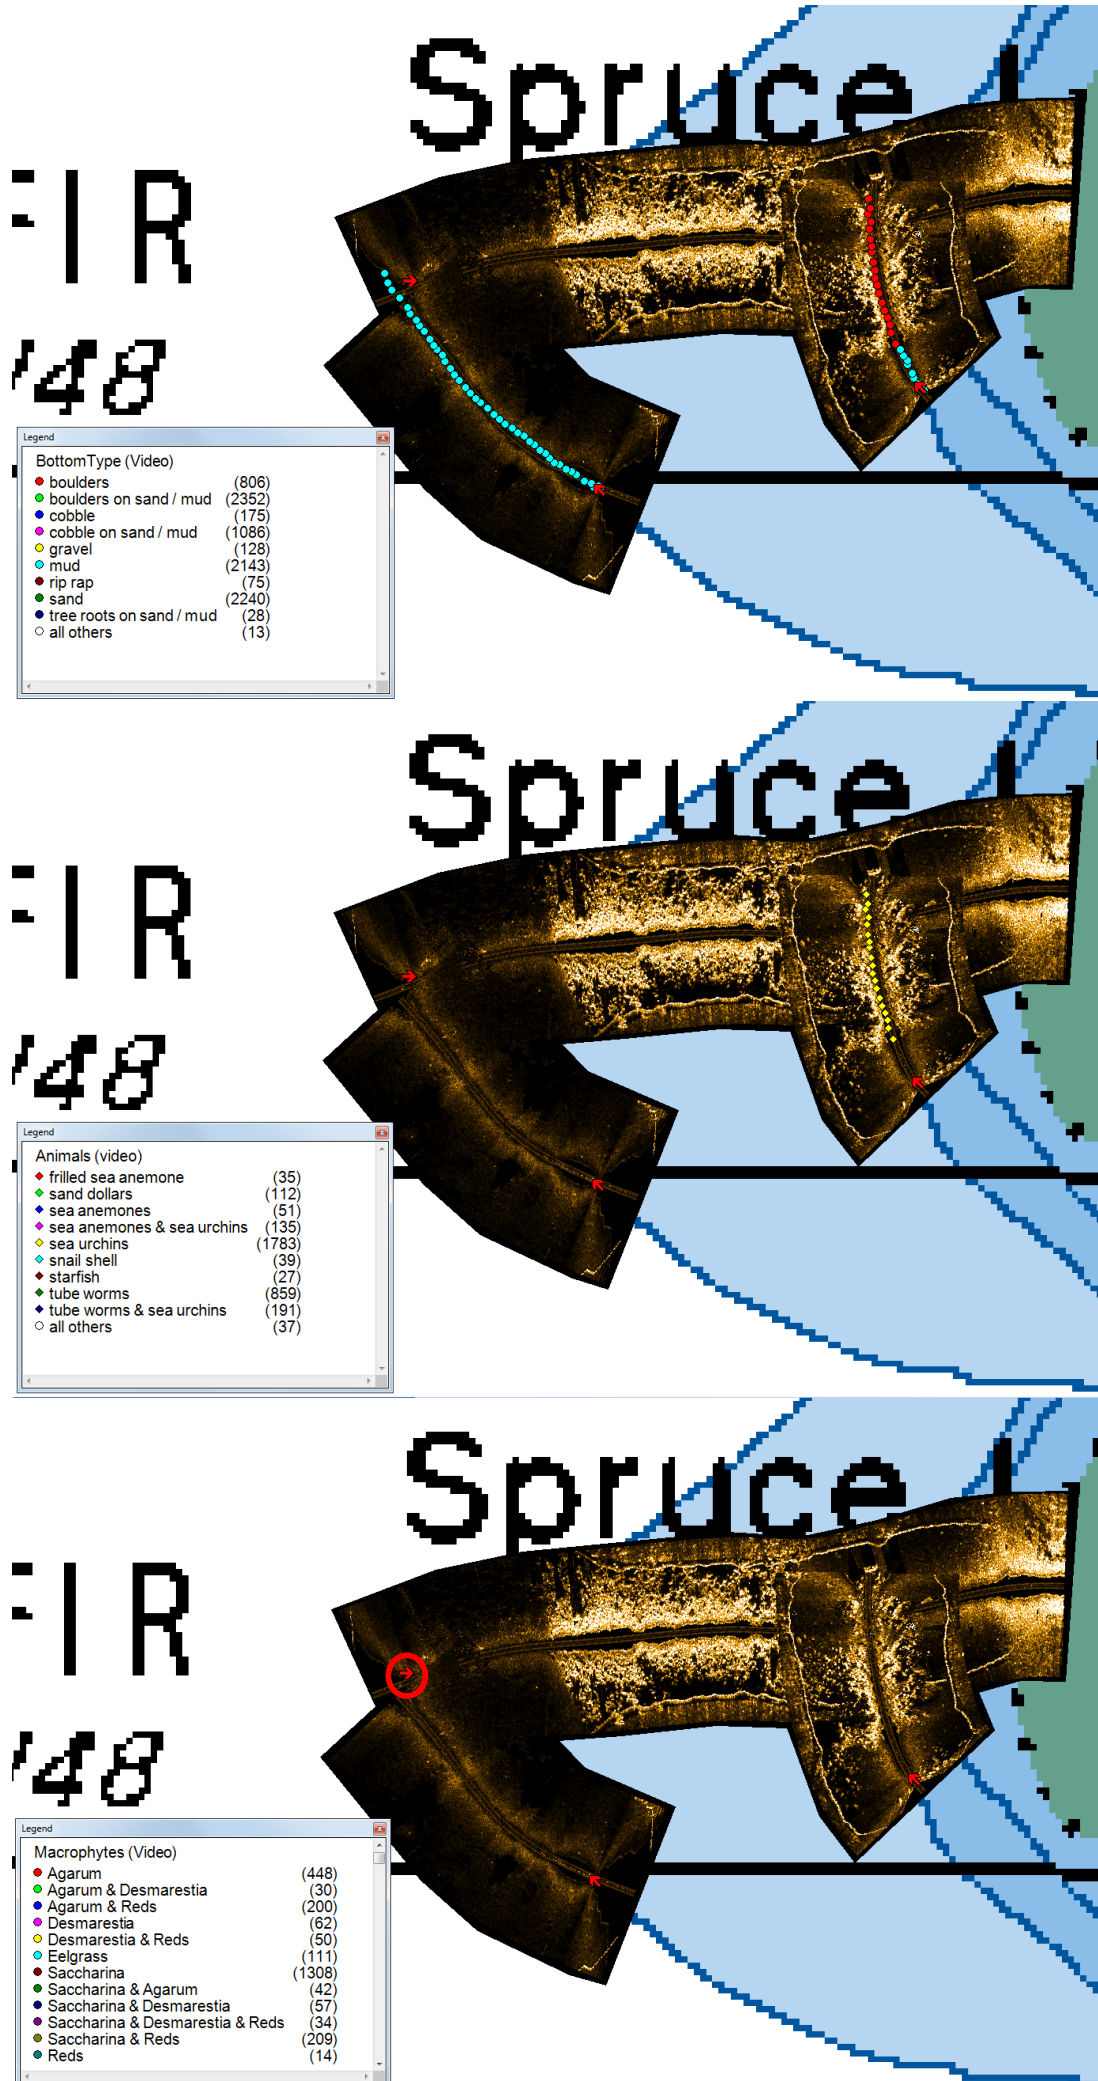 Spruce
FIR
48
Legend
BottomType (Video)
boulders (806)
boulders on sand / mud (2352)
cobble (175)
cobble on sand / mud (1086)
gravel (128)
mud (2143)
rip rap (75)
sand (2240)
tree roots on sand / mud (28)
all others (13)
Spruce
FIR
48
Legend
Animals (video)
frilled sea anemone (35)
sand dollars (112)
sea anemones (51)
sea anemones & sea urchins (135)
sea urchins (1783)
snail shell (39)
starfish (27)
tube worms (859)
tube worms & sea urchins (191)
all others (37)
Spruce
FIR
48
Legend
Macrophytes (Video)
Agarum (448)
Agarum & Desmarestia (30)
Agarum & Reds (200)
Desmarestia (62)
Desmarestia & Reds (50)
Eelgrass (111)
Saccharina (1308)
Saccharina & Agarum (42)
Saccharina & Desmarestia (57)
Saccharina & Desmarestia & Reds (34)
Saccharina & Reds (209)
Reds (14)